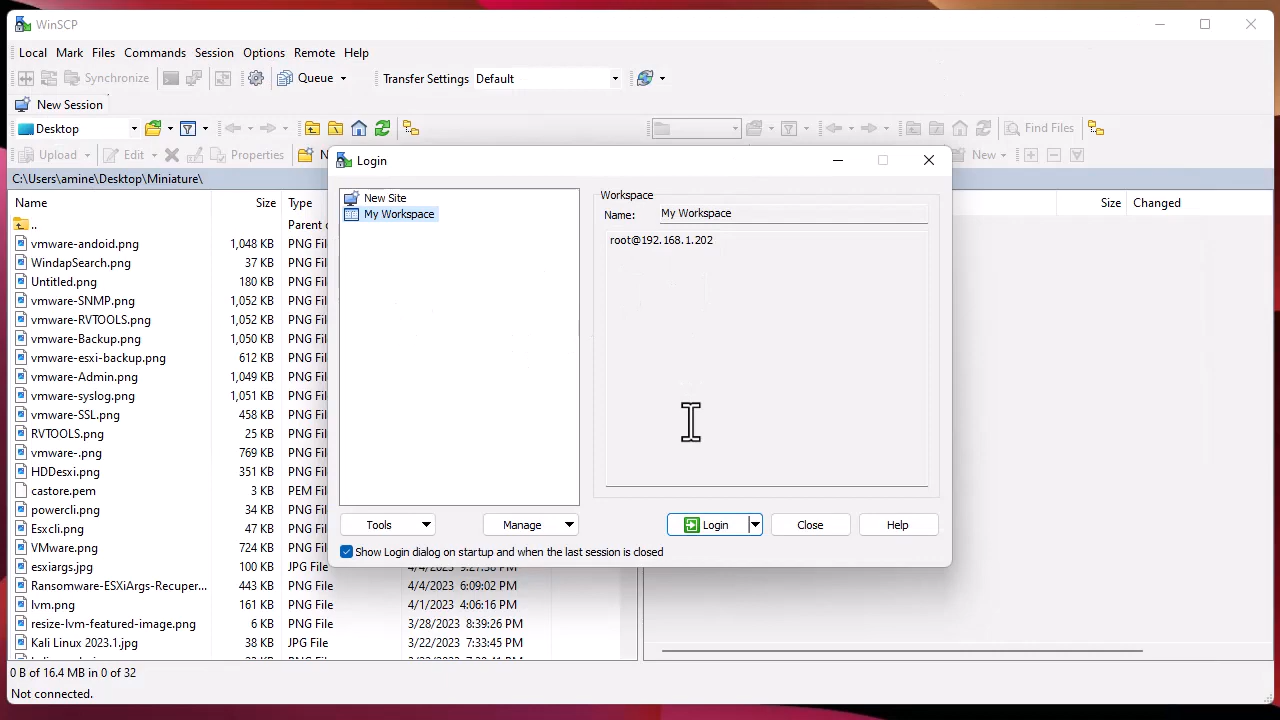 WinSCP
Local Mark Files Commands Session Options Remote Help
Synchronize Queue Transfer Settings Default
New Session
Desktop Find Files
Upload Edit Properties New
C:\Users\amine\Desktop\Miniature\
Name Size Type Size Changed
.. Parent
vmware-andoid.png 1,048 KB PNG Fil
WindapSearch.png 37 KB PNG Fil
Untitled.png 180 KB PNG Fil
vmware-SNMP.png 1,052 KB PNG Fil
vmware-RVTOOLS.png 1,052 KB PNG Fil
vmware-Backup.png 1,050 KB PNG Fil
vmware-esxi-backup.png 612 KB PNG Fil
vmware-Admin.png 1,049 KB PNG Fil
vmware-syslog.png 1,051 KB PNG Fil
vmware-SSL.png 458 KB PNG Fil
RVTOOLS.png 25 KB PNG Fil
vmware-.png 769 KB PNG Fil
HDDesxi.png 351 KB PNG Fil
castore.pem 3 KB PEM Fil
powercli.png 34 KB PNG Fil
Esxcli.png 47 KB PNG Fil
VMware.png 724 KB PNG Fil
esxiargs.jpg 100 KB JPG File 4/4/2023 9:27:38 PM
Ransomware-ESXiArgs-Recuper... 443 KB PNG File 4/4/2023 6:09:02 PM
lvm.png 161 KB PNG File 4/1/2023 4:06:16 PM
resize-lvm-featured-image.png 6 KB PNG File 3/28/2023 8:39:26 PM
Kali Linux 2023.1.jpg 38 KB JPG File 3/22/2023 7:33:45 PM
0 B of 16.4 MB in 0 of 32
Not connected.
Login
New Site
My Workspace
Workspace
Name: My Workspace
root@192.168.1.202
Tools Manage Login Close Help
Show Login dialog on startup and when the last session is closed